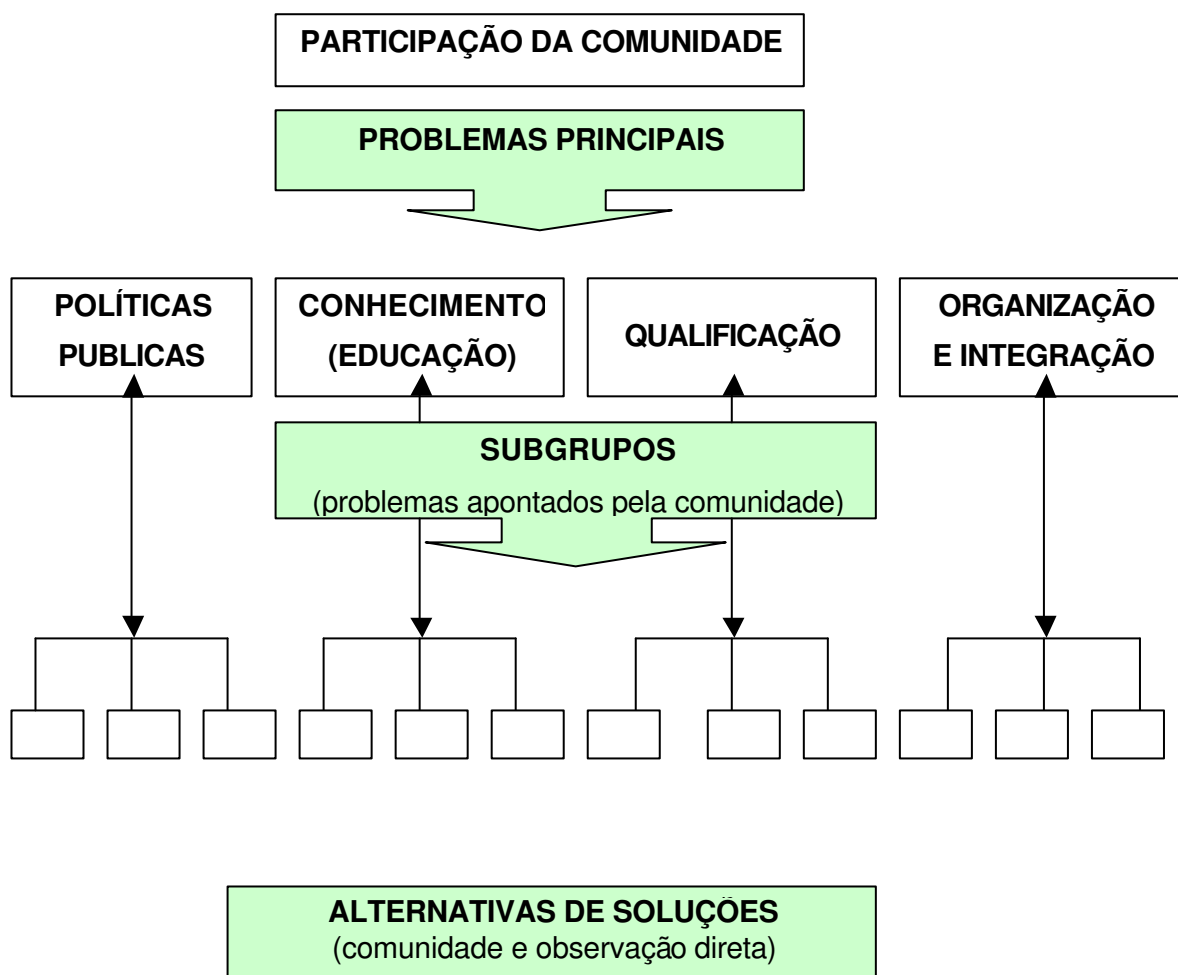 PARTICIPAÇÃO DA COMUNIDADE
PROBLEMAS PRINCIPAIS
POLÍTICAS
PUBLICAS
CONHECIMENTO
(EDUCAÇÃO)
QUALIFICAÇÃO
ORGANIZAÇÃO
E INTEGRAÇÃO
SUBGRUPOS
(problemas apontados pela comunidade)
ALTERNATIVAS DE SOLUÇÕES
(comunidade e observação direta)